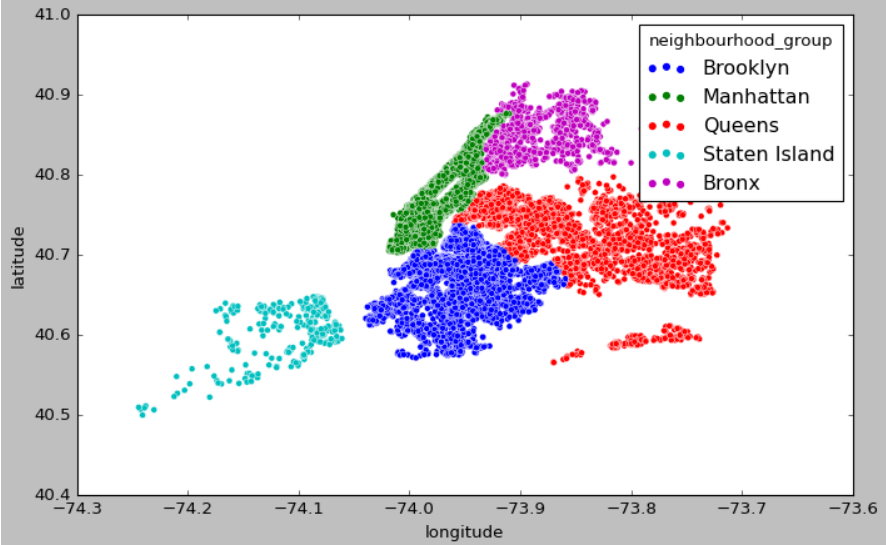 41.0
40.9
40.8
40.7
40.6
40.5
40.4
latitude
neighbourhood_group
Brooklyn
Manhattan
Queens
Staten Island
Bronx
−74.3 −74.2 −74.1 −74.0 −73.9 −73.8 −73.7 −73.6
longitude